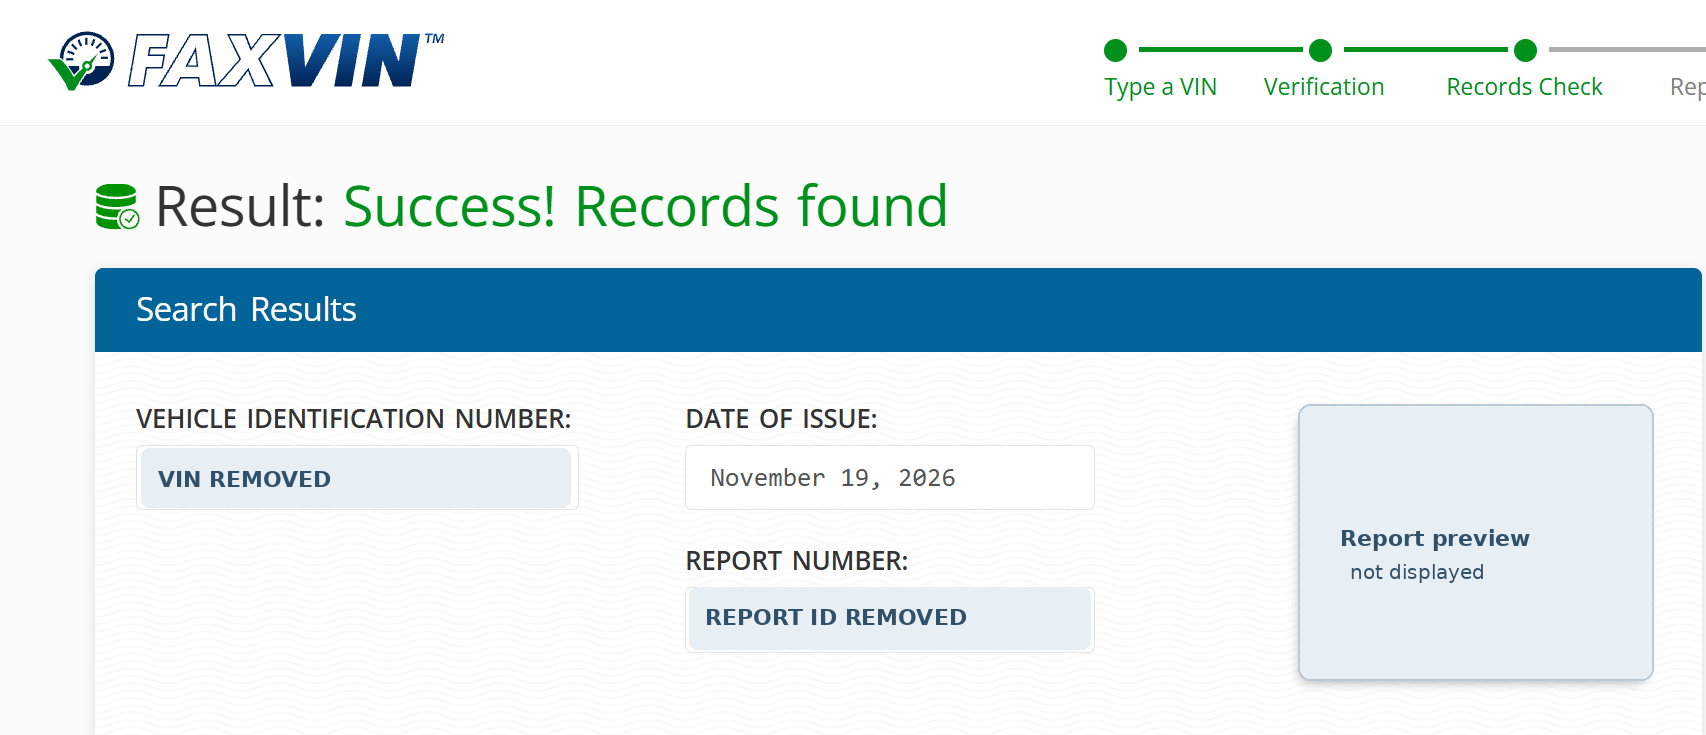 FAXVIN™
Type a VIN
Verification
Records Check
Rep
Result: Success! Records found
Search Results
VEHICLE IDENTIFICATION NUMBER:
VIN REMOVED
DATE OF ISSUE:
November 19, 2026
REPORT NUMBER:
REPORT ID REMOVED
Report preview
not displayed